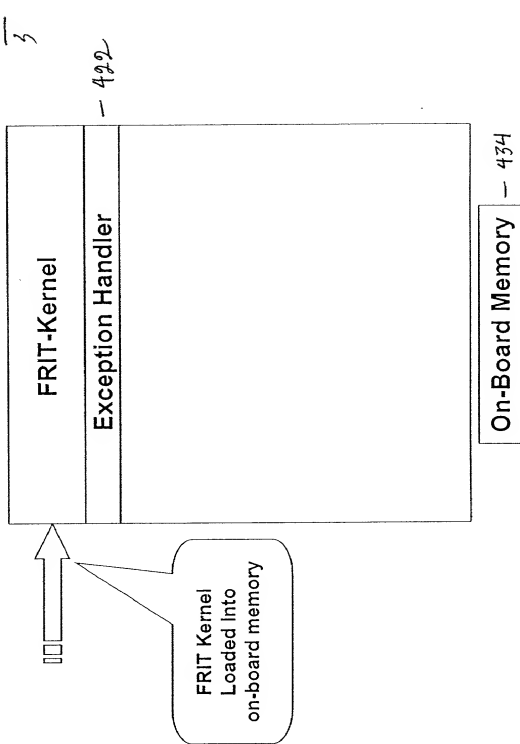 3
FRIT-Kernel
Exception Handler
— 422
FRIT Kernel
Loaded Into
on-board memory
On-Board Memory
— 434